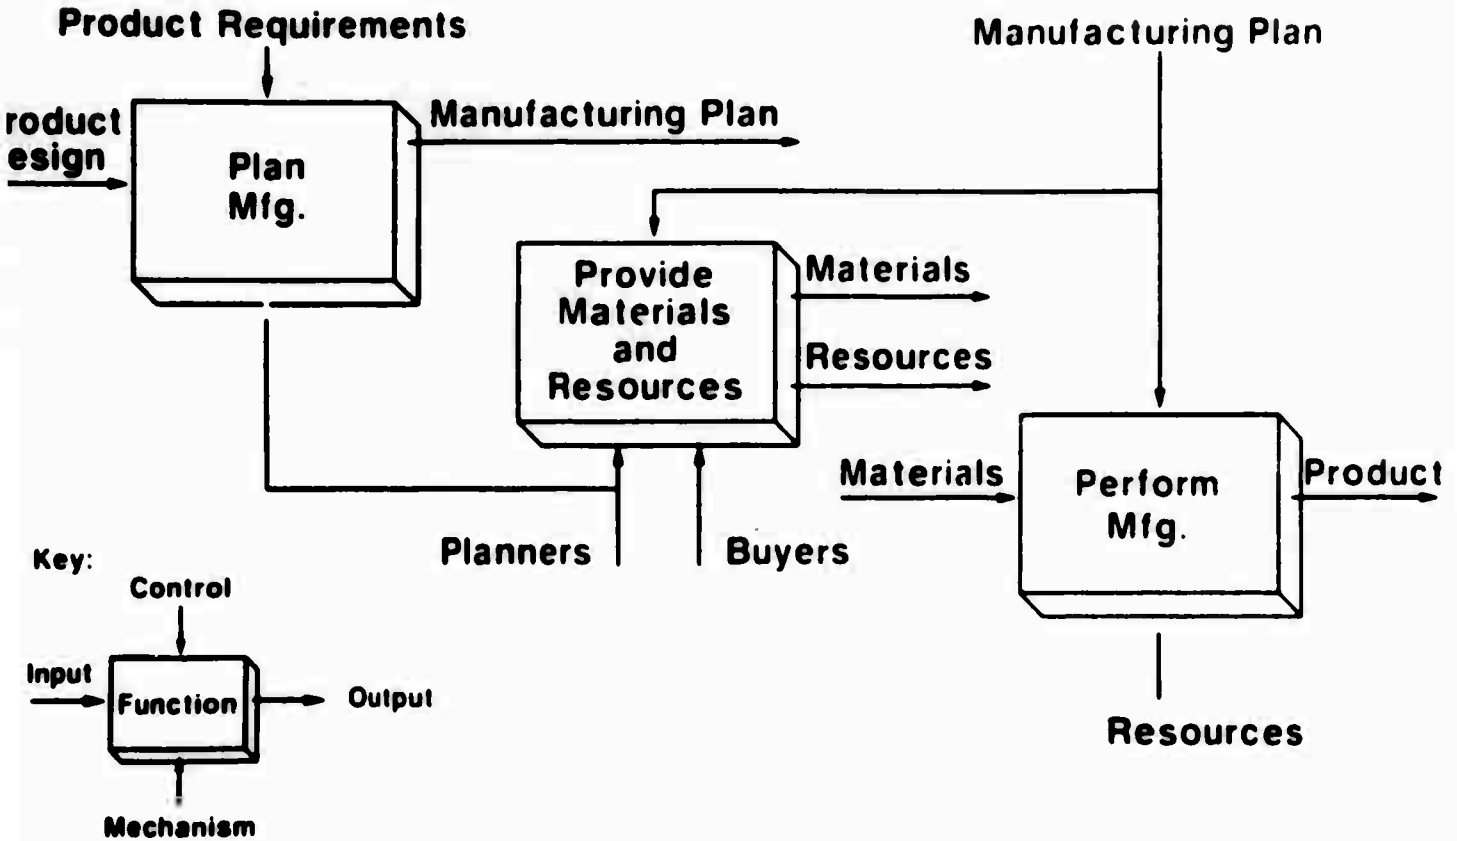 Product Requirements
Manufacturing Plan
roduct
esign
Plan
Mfg.
Manufacturing Plan
Provide
Materials
and
Resources
Materials
Resources
Materials
Perform
Mfg.
Product
Planners
Buyers
Resources
Key:
Control
Input
Function
Output
Mechanism